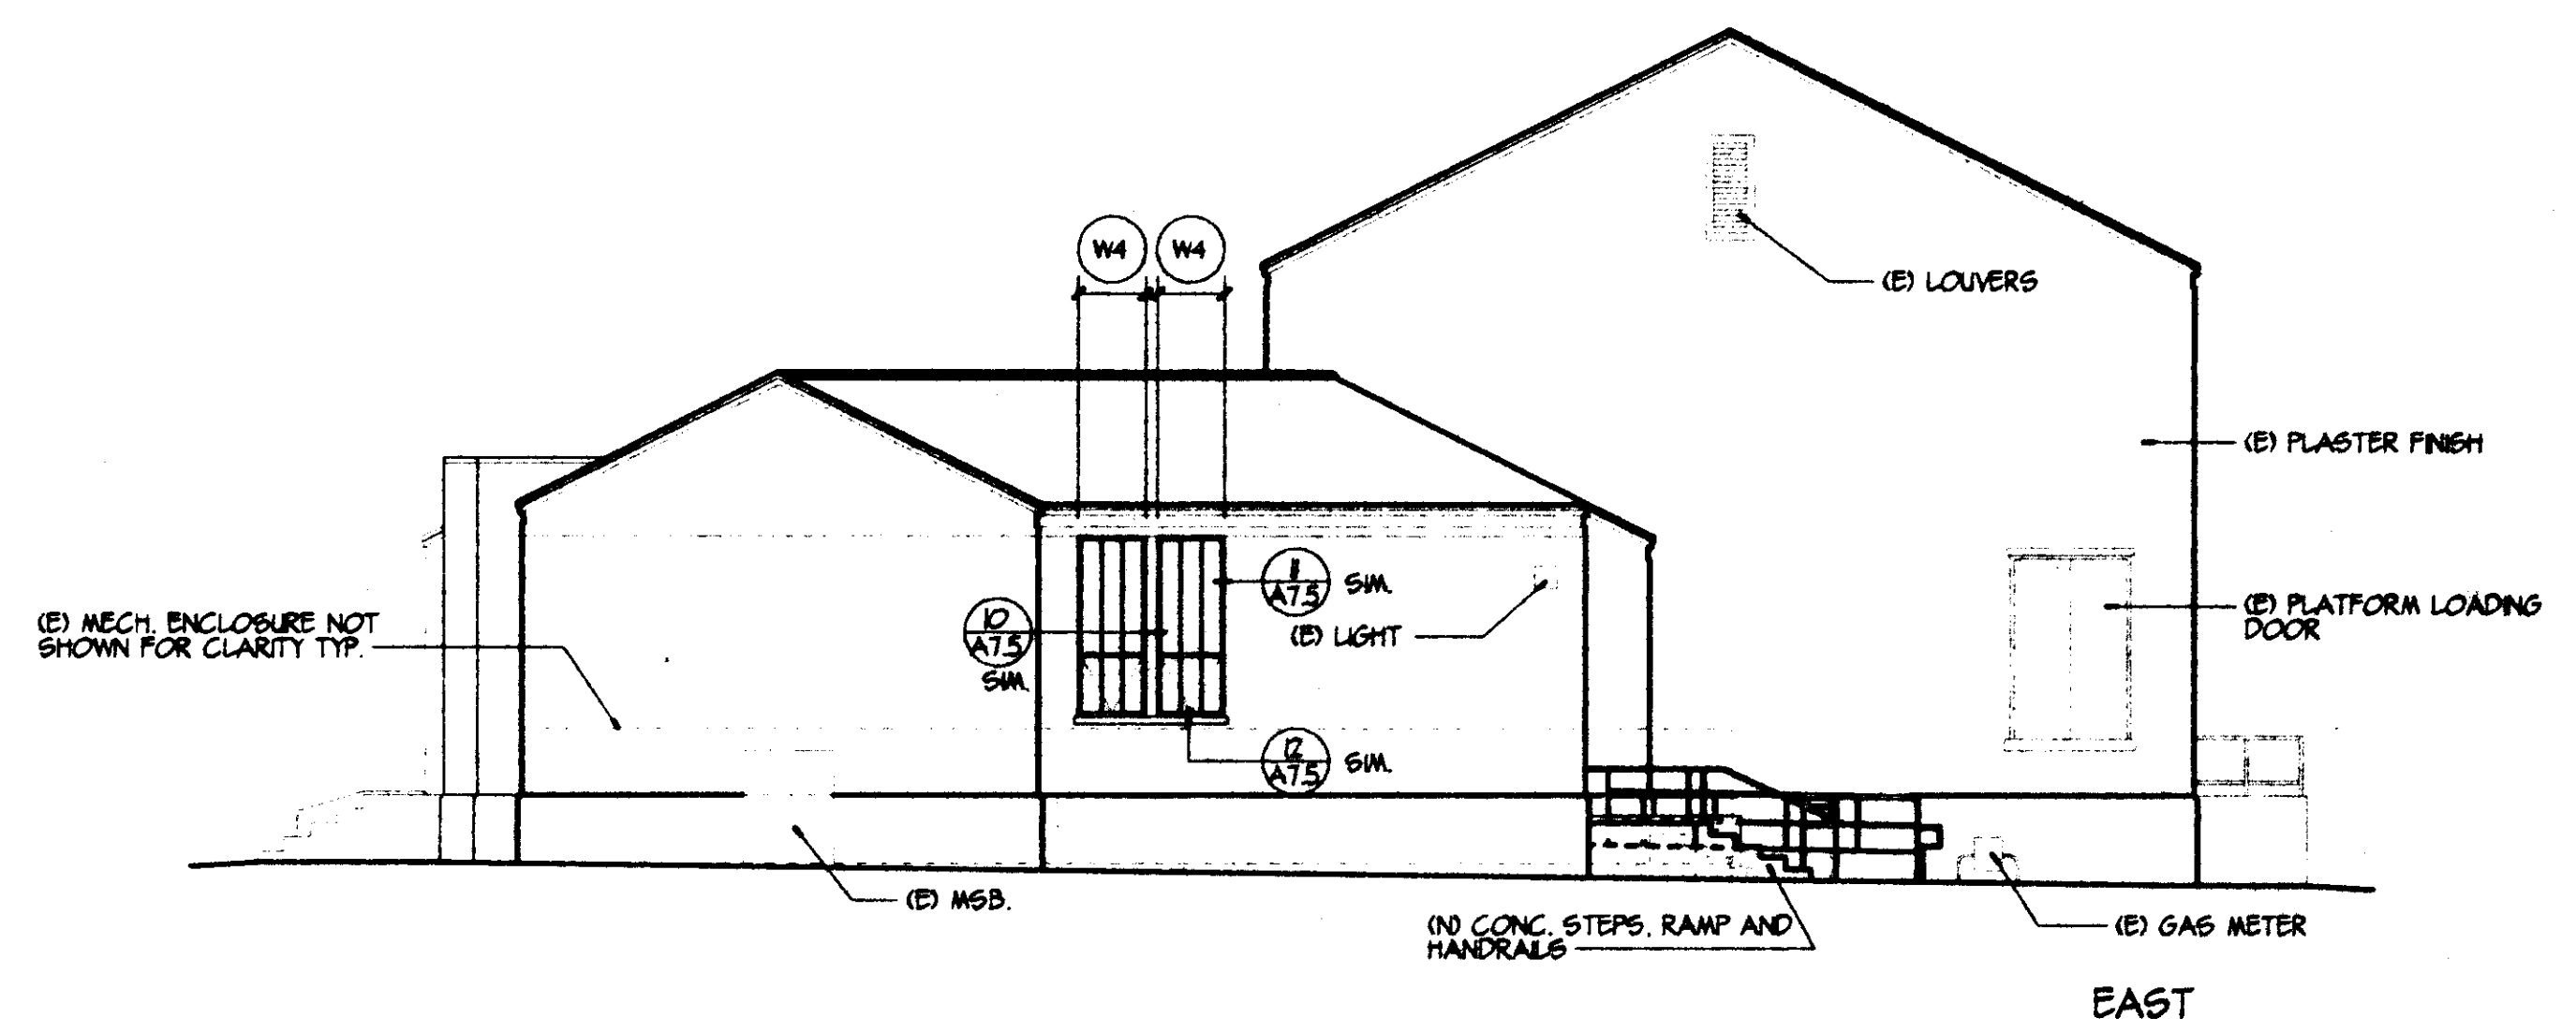 W4 W4
(E) LOUVERS
(E) PLASTER FINISH
11
A7.5
SIM.
10
A7.5
SIM.
(E) LIGHT
(E) PLATFORM LOADING
DOOR
(E) MECH. ENCLOSURE NOT
SHOWN FOR CLARITY TYP.
12
A7.5
SIM.
(E) MSB.
(N) CONC. STEPS, RAMP AND
HANDRAILS
(E) GAS METER
EAST